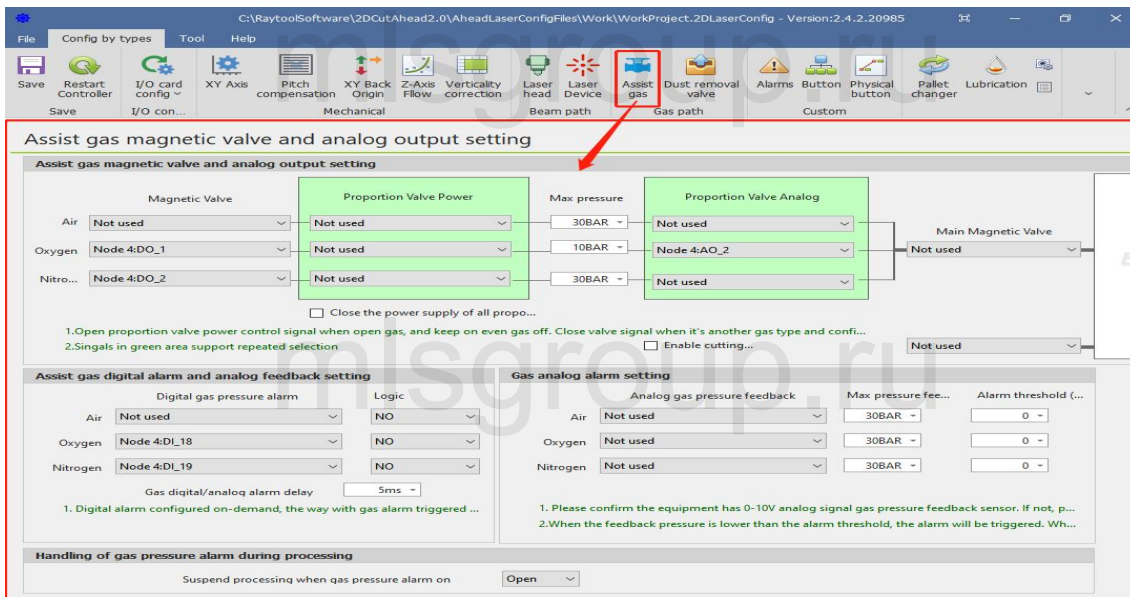 C:\RaytoolSoftware\2DCutAhead2.0\AheadLaserConfigFiles\Work\WorkProject.2DLaserConfig - Version:2.4.2.20985
File Config by types Tool Help
Save Restart Controller I/O card config XY Axis Pitch compensation XY Back Origin Z-Axis Fllow Verticality correction Laser head Laser Device Assist gas Dust removal valve Alarms Button Physical button Pallet changer Lubrication
Save I/O con... Mechanical Beam path Gas path Custom
mlsgroup.ru
Assist gas magnetic valve and analog output setting
Assist gas magnetic valve and analog output setting
Magnetic Valve Proportion Valve Power Max pressure Proportion Valve Analog
Air Not used Not used 30BAR Not used
Main Magnetic Valve
Oxygen Node 4:DO_1 Not used 10BAR Node 4:AO_2 Not used
Nitro... Node 4:DO_2 Not used 30BAR Not used
Close the power supply of all propo...
1.Open proportion valve power control signal when open gas, and keep on even gas off. Close valve signal when it's another gas type and confi...
2.Singals in green area support repeated selection Enable cutting... Not used
mlsgroup.ru
Assist gas digital alarm and analog feedback setting Gas analog alarm setting
Digital gas pressure alarm Logic Analog gas pressure feedback Max pressure fee... Alarm threshold (...
Air Not used NO Air Not used 30BAR 0
Oxygen Node 4:DI_18 NO Oxygen Not used 30BAR 0
Nitrogen Node 4:DI_19 NO Nitrogen Not used 30BAR 0
Gas digital/analog alarm delay 5ms
1. Digital alarm configured on-demand, the way with gas alarm triggered ... 1. Please confirm the equipment has 0-10V analog signal gas pressure feedback sensor. If not, p...
2.When the feedback pressure is lower than the alarm threshold, the alarm will be triggered. Wh...
Handling of gas pressure alarm during processing
Suspend processing when gas pressure alarm on Open